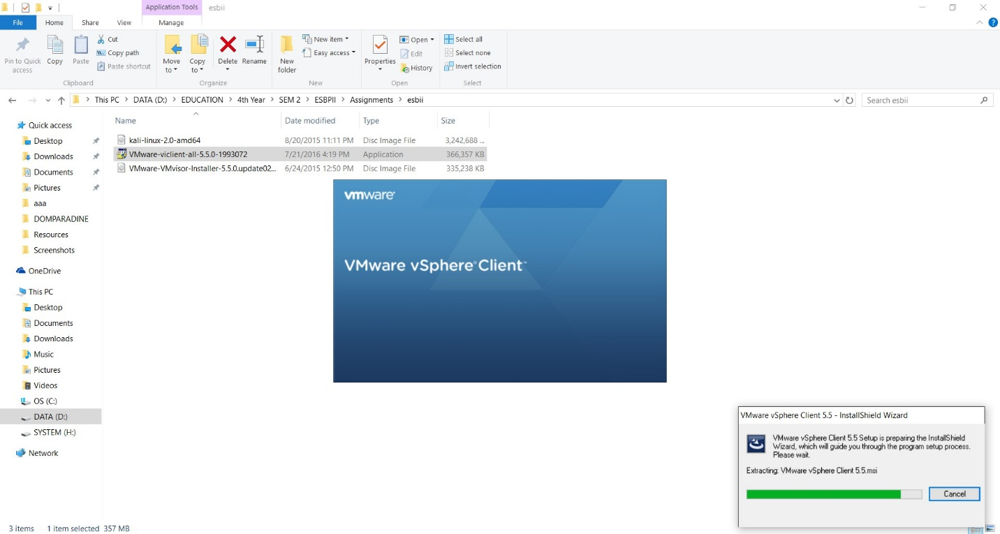 Application Tools esbii
File Home Share View Manage
Pin to Quick access
Copy
Paste
Cut
Copy path
Paste shortcut
Clipboard
Move to
Copy to
Delete
Rename
Organize
New folder
New item
Easy access
New
Properties
Open
Edit
History
Open
Select all
Select none
Invert selection
Select
This PC > DATA (D:) > EDUCATION > 4th Year > SEM 2 > ESBPII > Assignments > esbii
Search esbii
Name Date modified Type Size
kali-linux-2.0-amd64 8/20/2015 11:11 PM Disc Image File 3,242,688 ...
VMware-viclient-all-5.5.0-1993072 7/21/2016 4:19 PM Application 366,357 KB
VMware-VMvisor-Installer-5.5.0.update02... 6/24/2015 12:50 PM Disc Image File 335,238 KB
Quick access
Desktop
Downloads
Documents
Pictures
aaa
DOMPARADINE
Resources
Screenshots
OneDrive
This PC
Desktop
Documents
Downloads
Music
Pictures
Videos
OS (C:)
DATA (D:)
SYSTEM (H:)
Network
vmware®
VMware vSphere® Client™
VMware vSphere Client 5.5 - InstallShield Wizard
VMware vSphere Client 5.5 Setup is preparing the InstallShield
Wizard, which will guide you through the program setup process.
Please wait.
Extracting: VMware vSphere Client 5.5.msi
Cancel
3 items 1 item selected 357 MB